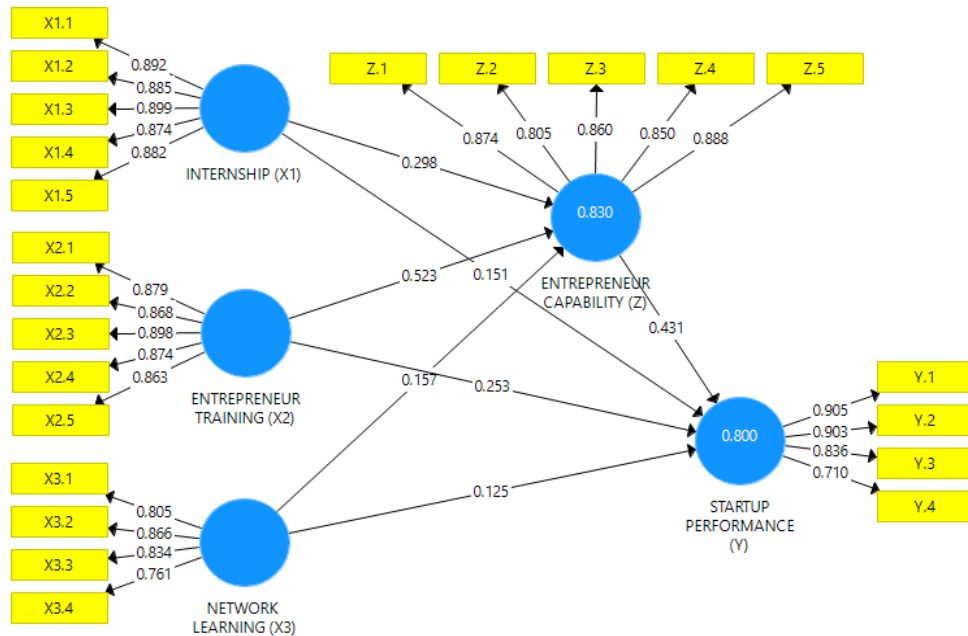 X1.1
X1.2
X1.3
X1.4
X1.5
0.892
0.885
0.899
0.874
0.882
INTERNSHIP (X1)
Z.1
Z.2
Z.3
Z.4
Z.5
0.874
0.805
0.860
0.850
0.888
0.298
0.830
ENTREPRENEUR
CAPABILITY (Z)
0.151
0.523
0.431
X2.1
X2.2
X2.3
X2.4
X2.5
0.879
0.868
0.898
0.874
0.863
ENTREPRENEUR
TRAINING (X2)
0.157
0.253
Y.1
Y.2
Y.3
Y.4
0.905
0.903
0.836
0.710
0.800
STARTUP
PERFORMANCE
(Y)
X3.1
X3.2
X3.3
X3.4
0.805
0.866
0.834
0.761
0.125
NETWORK
LEARNING (X3)